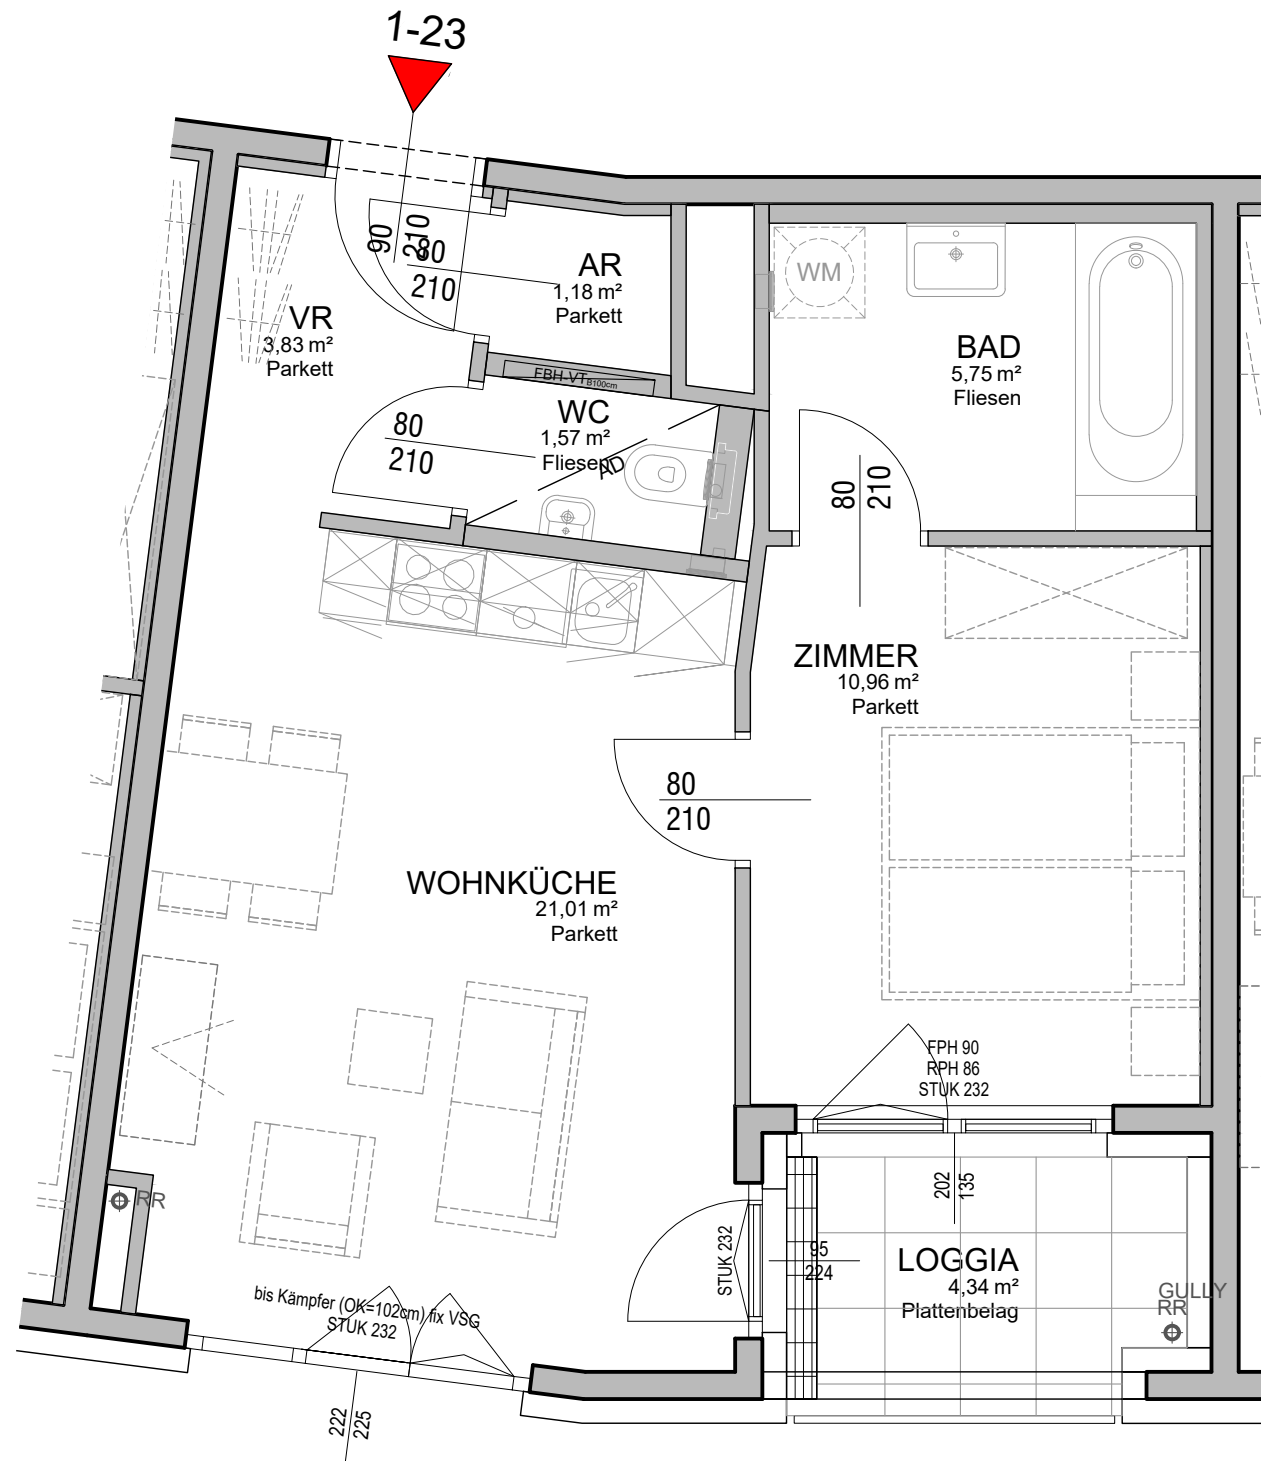 1-23
90
210
80
210
AR
1,18 m²
Parkett
VR
3,83 m²
Parkett
WM
BAD
5,75 m²
Fliesen
FBH-VT B100cm
WC
1,57 m²
Fliesen
AD
80
210
80
210
ZIMMER
10,96 m²
Parkett
80
210
WOHNKÜCHE
21,01 m²
Parkett
FPH 90
RPH 86
STUK 232
202
135
RR
STUK 232
95
224
LOGGIA
4,34 m²
Plattenbelag
GULLY
RR
bis Kämpfer (OK=102cm) fix VSG
STUK 232
222
225